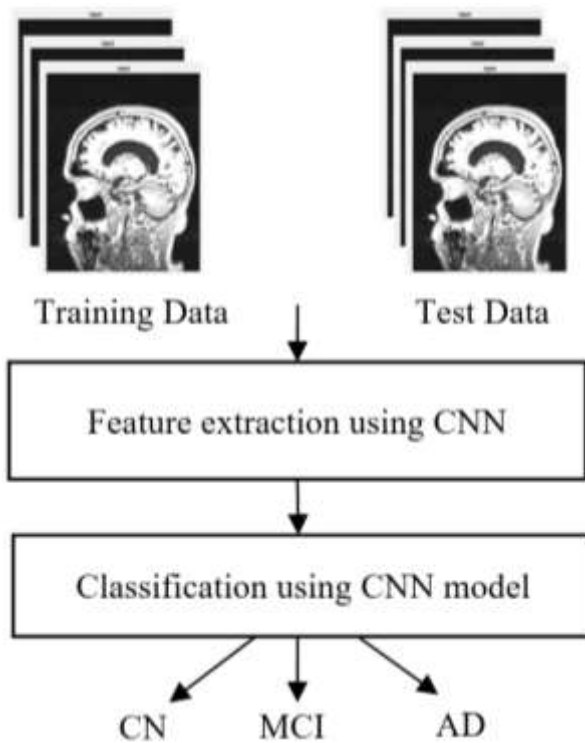 Training Data
Test Data
Feature extraction using CNN
Classification using CNN model
CN
MCI
AD